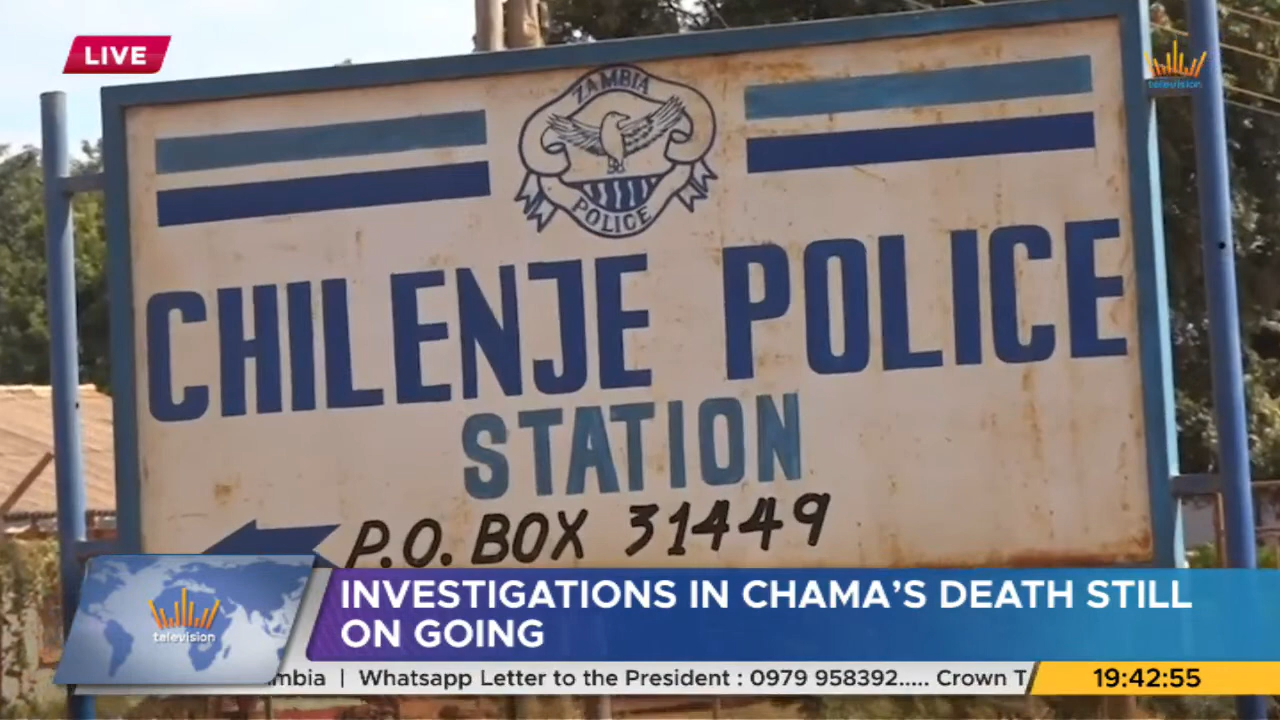 LIVE
television
ZAMBIA
POLICE
CHILENJE POLICE
STATION
P.O. BOX 31449
television
INVESTIGATIONS IN CHAMA'S DEATH STILL
ON GOING
mbia | Whatsapp Letter to the President : 0979 958392..... Crown T
19:42:55